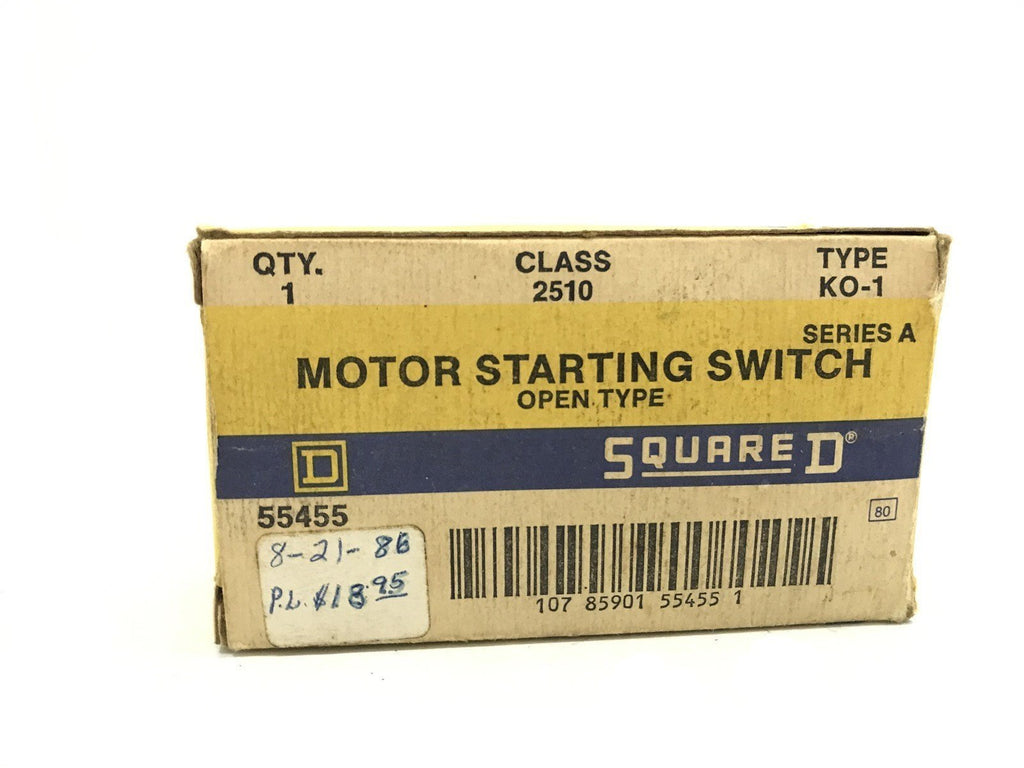 QTY. CLASS TYPE
1 2510 KO-1
SERIES A
MOTOR STARTING SWITCH
OPEN TYPE
D SQUARE D®
55455
80
8-21-86
P.L. $18.95
107 85901 55455 1